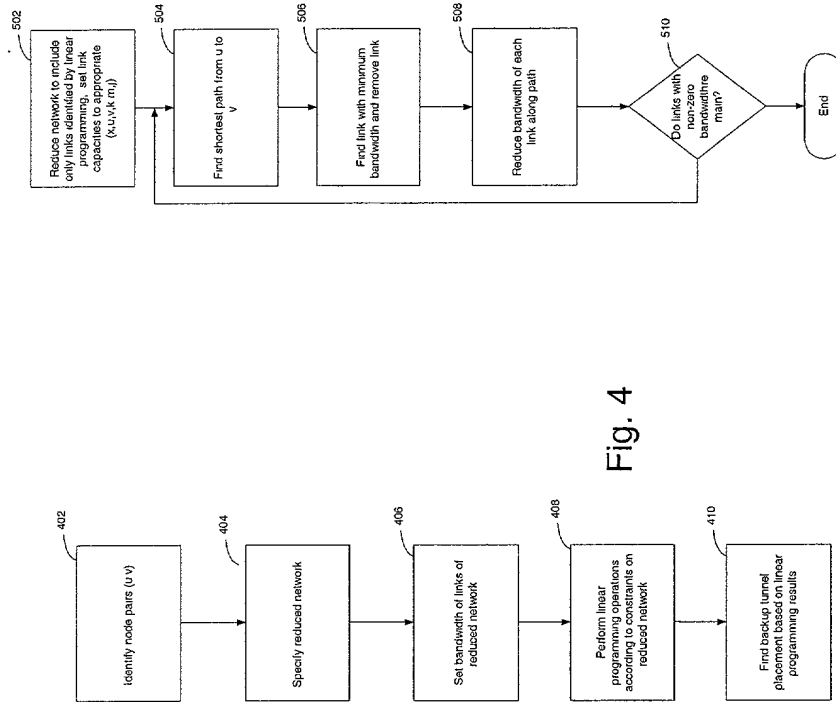 402
Identify node pairs (u v)
404
Specify reduced network
406
Set bandwidth of links of
reduced network
408
Perform linear
programming operations
according to constraints on
reduced network
410
Find backup tunnel
placement based on linear
programming results
Fig. 4
502
Reduce network to include
only links identified by linear
programming, set link
capacities to appropriate
(x,u,v,k m,j)
504
Find shortest path from u to
v
506
Find link with minimum
bandwidth and remove link
508
Reduce bandwidth of each
link along path
510
Do links with
non-zero
bandwidthre
main?
End